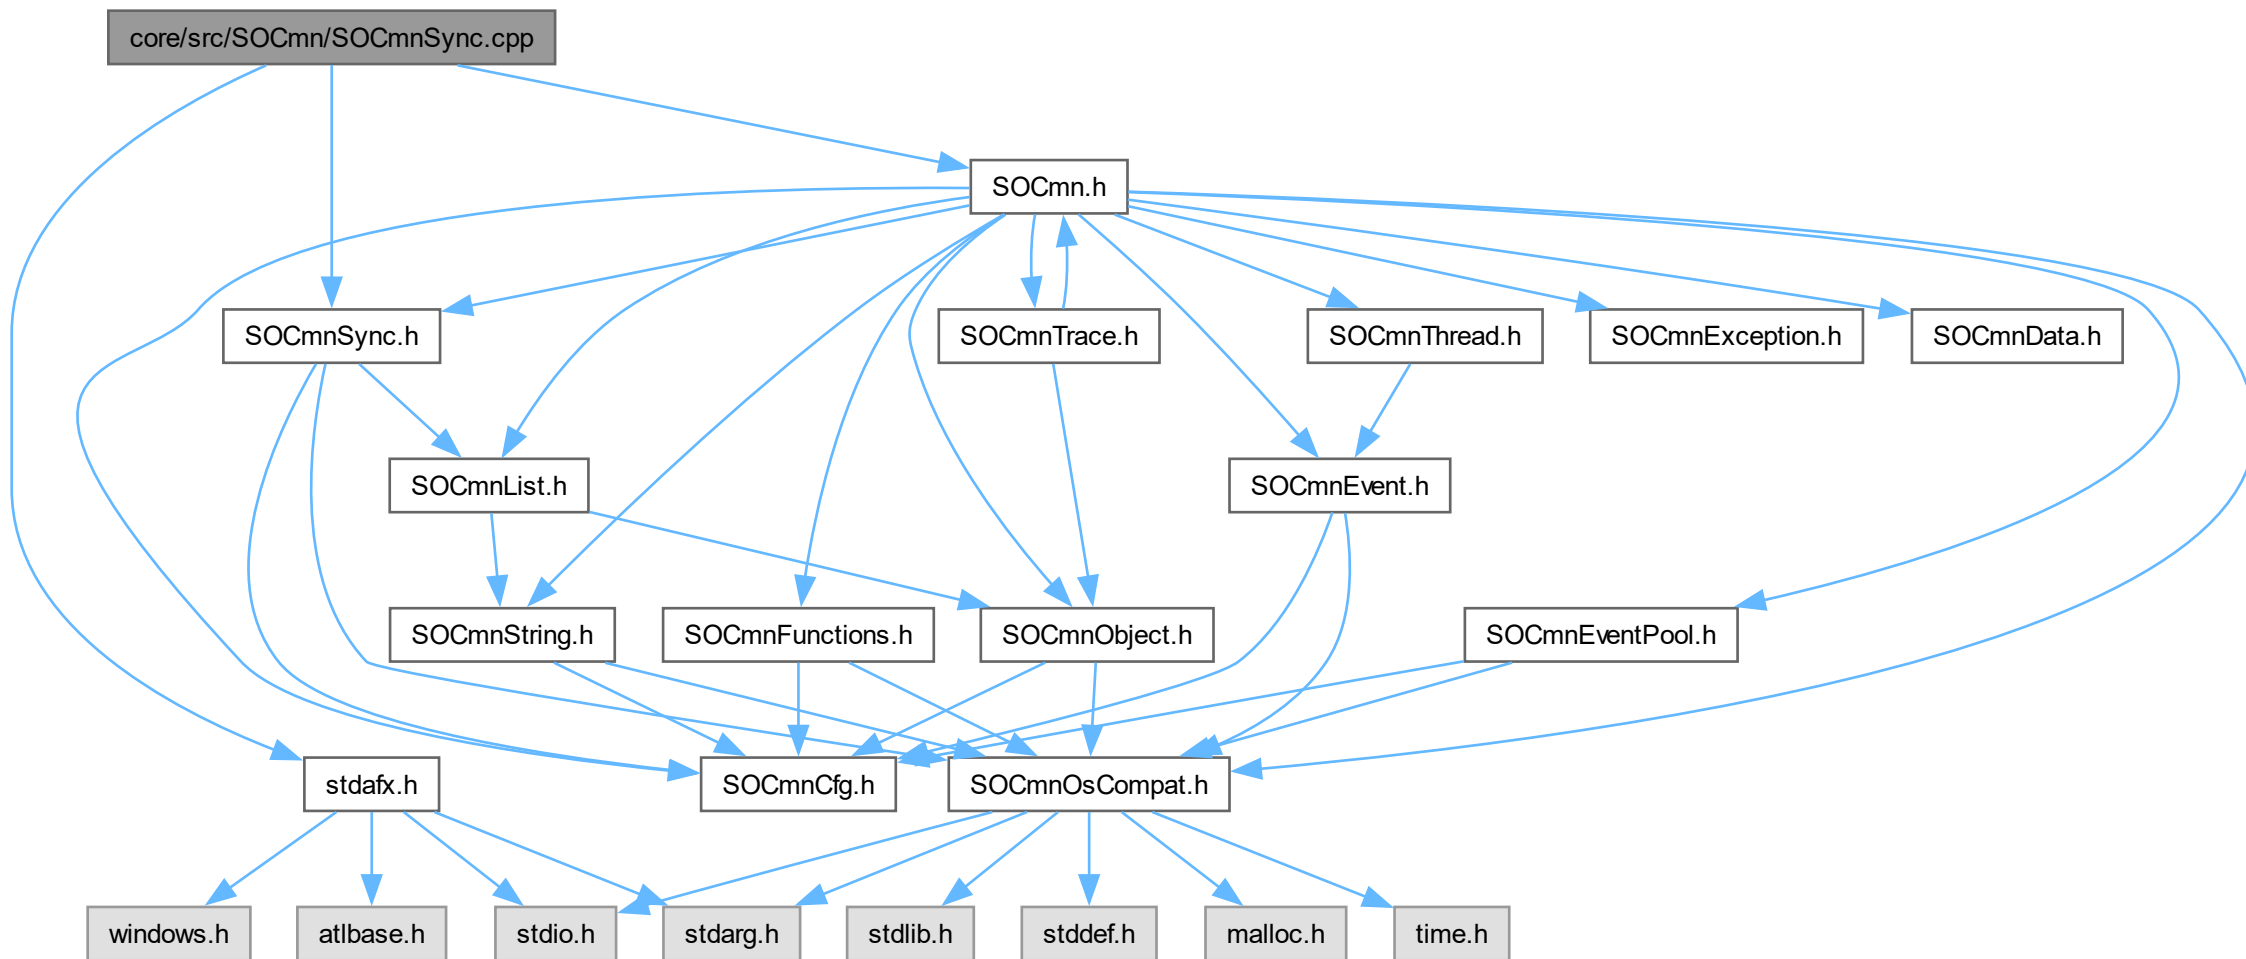 core/src/SOCmn/SOCmnSync.cpp
SOCmn.h
SOCmnSync.h
SOCmnTrace.h
SOCmnThread.h
SOCmnException.h
SOCmnData.h
SOCmnList.h
SOCmnEvent.h
SOCmnString.h
SOCmnFunctions.h
SOCmnObject.h
SOCmnEventPool.h
stdafx.h
SOCmnCfg.h
SOCmnOsCompat.h
windows.h
atlbase.h
stdio.h
stdarg.h
stdlib.h
stddef.h
malloc.h
time.h